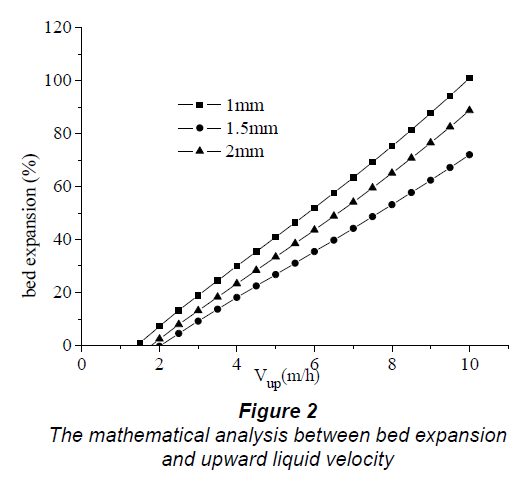 120
100
80
60
40
20
0
bed expansion (%)
1mm
1.5mm
2mm
0 2 4 6 8 10
Vup(m/h)
Figure 2
The mathematical analysis between bed expansion
and upward liquid velocity